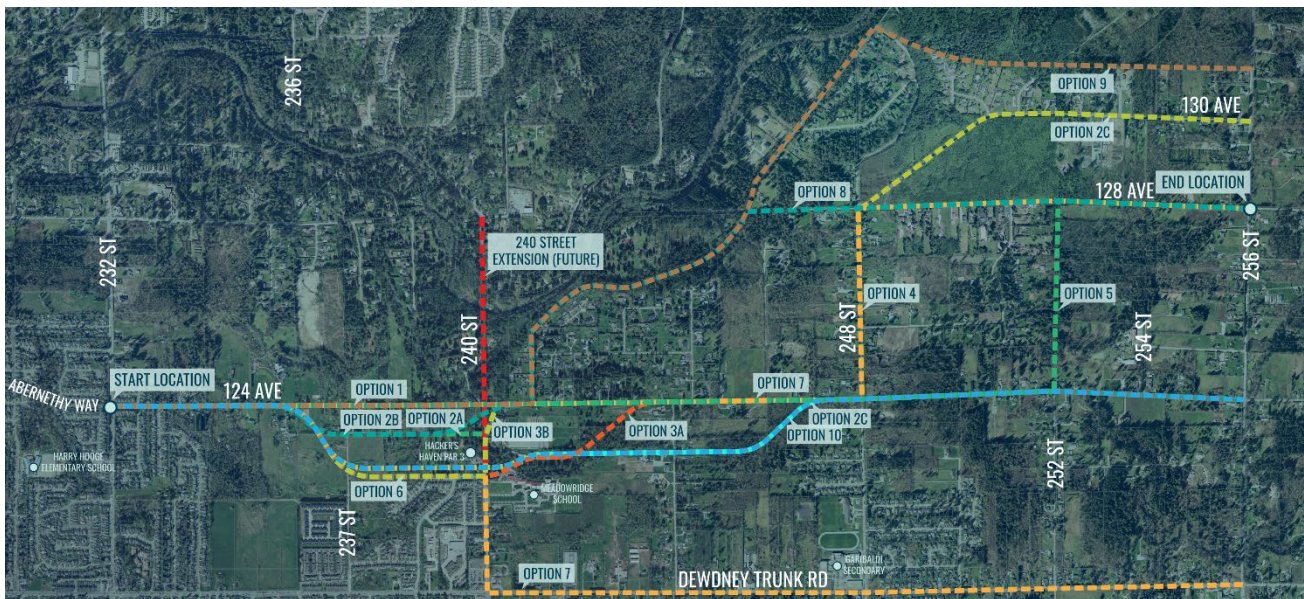 236 ST
OPTION 9
130 AVE
OPTION 2C
232 ST
OPTION 8
128 AVE
END LOCATION
256 ST
240 STREET
EXTENSION (FUTURE)
240 ST
248 ST
OPTION 4
OPTION 5
254 ST
ABERNETHY WAY
START LOCATION
124 AVE
OPTION 1
OPTION 7
OPTION 2B
OPTION 2A
OPTION 3B
OPTION 3A
OPTION 2C
OPTION 10
HACKER'S
HAVEN PAR 3
HARRY HOOGE
ELEMENTARY SCHOOL
252 ST
OPTION 6
MEADOWRIDGE
SCHOOL
237 ST
GARIBALDI
SECONDARY
OPTION 7
DEWDNEY TRUNK RD